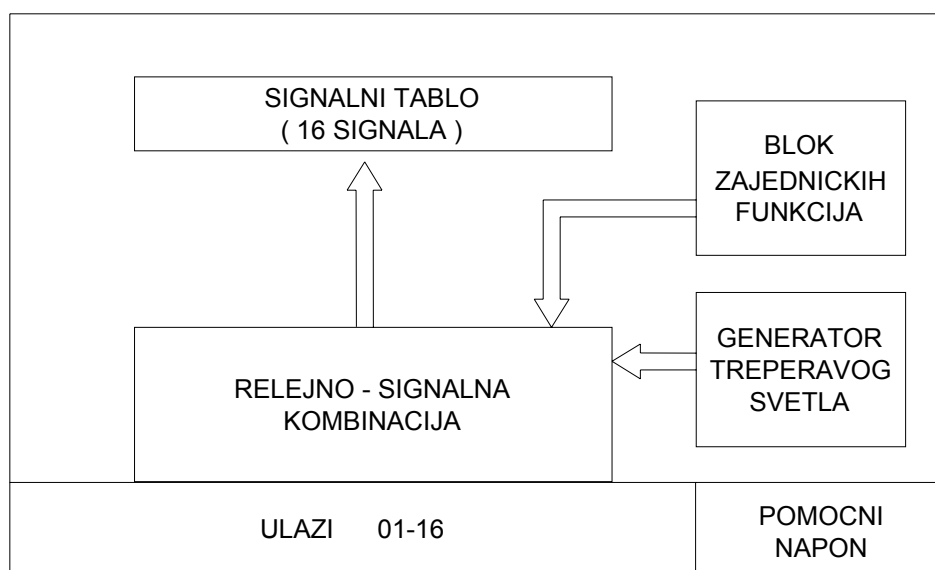 SIGNALNI TABLO
( 16 SIGNALA )
BLOK
ZAJEDNICKIH
FUNKCIJA
GENERATOR
TREPERAVOG
SVETLA
RELEJNO - SIGNALNA
KOMBINACIJA
ULAZI 01-16
POMOCNI
NAPON